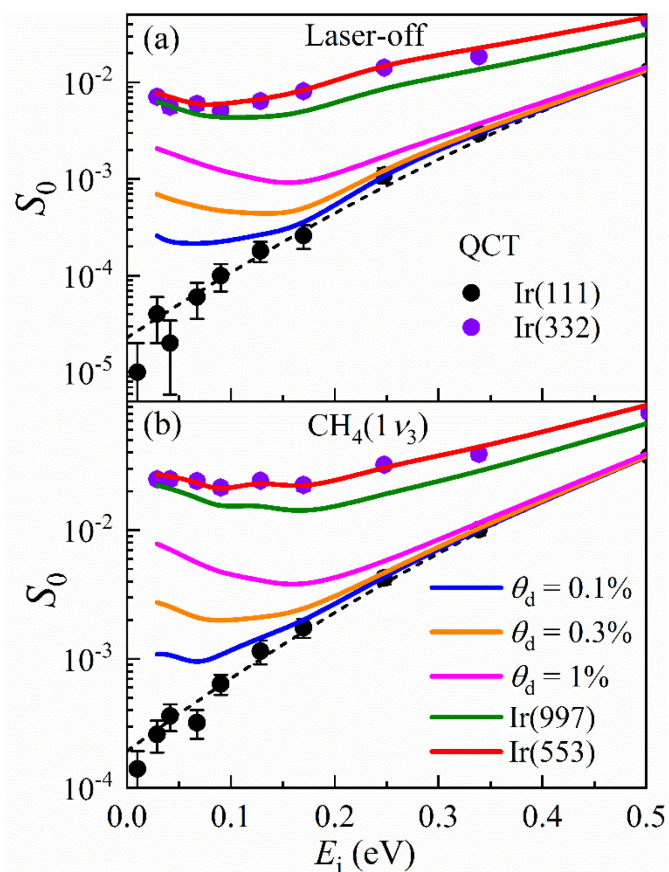 (a) Laser-off
10⁻²
10⁻³
10⁻⁴
10⁻⁵
S₀
QCT
Ir(111)
Ir(332)
(b) CH₄(1ν₃)
10⁻²
10⁻³
10⁻⁴
S₀
θd = 0.1%
θd = 0.3%
θd = 1%
Ir(997)
Ir(553)
0.0 0.1 0.2 0.3 0.4 0.5
Eᵢ (eV)